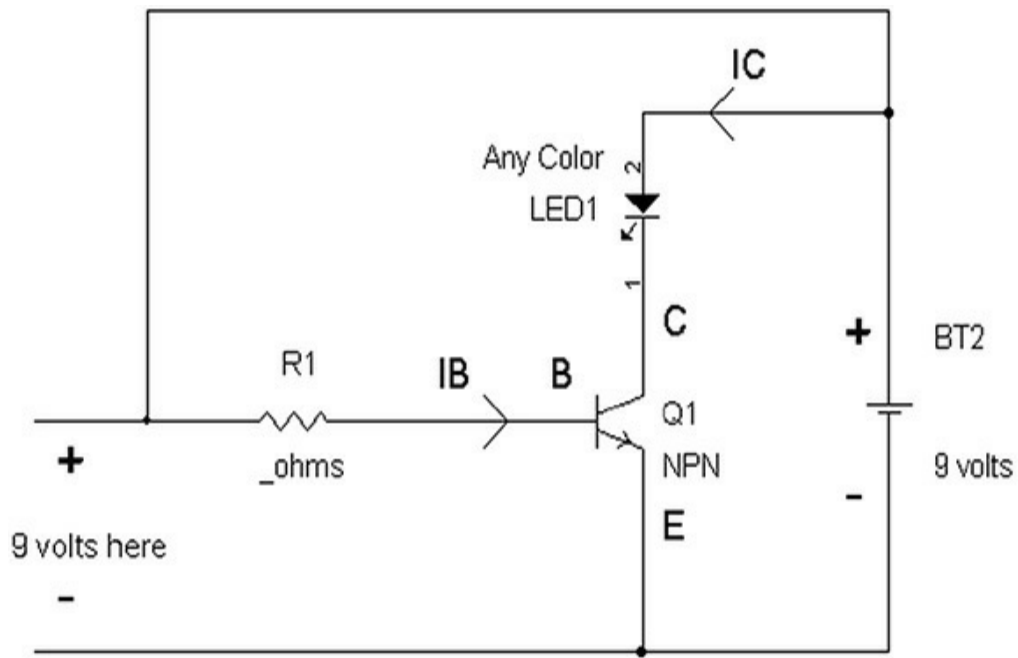 IC
Any Color
2
LED1
1
C
+
BT2
R1
IB
B
Q1
_ohms
NPN
9 volts
+
-
E
9 volts here
-